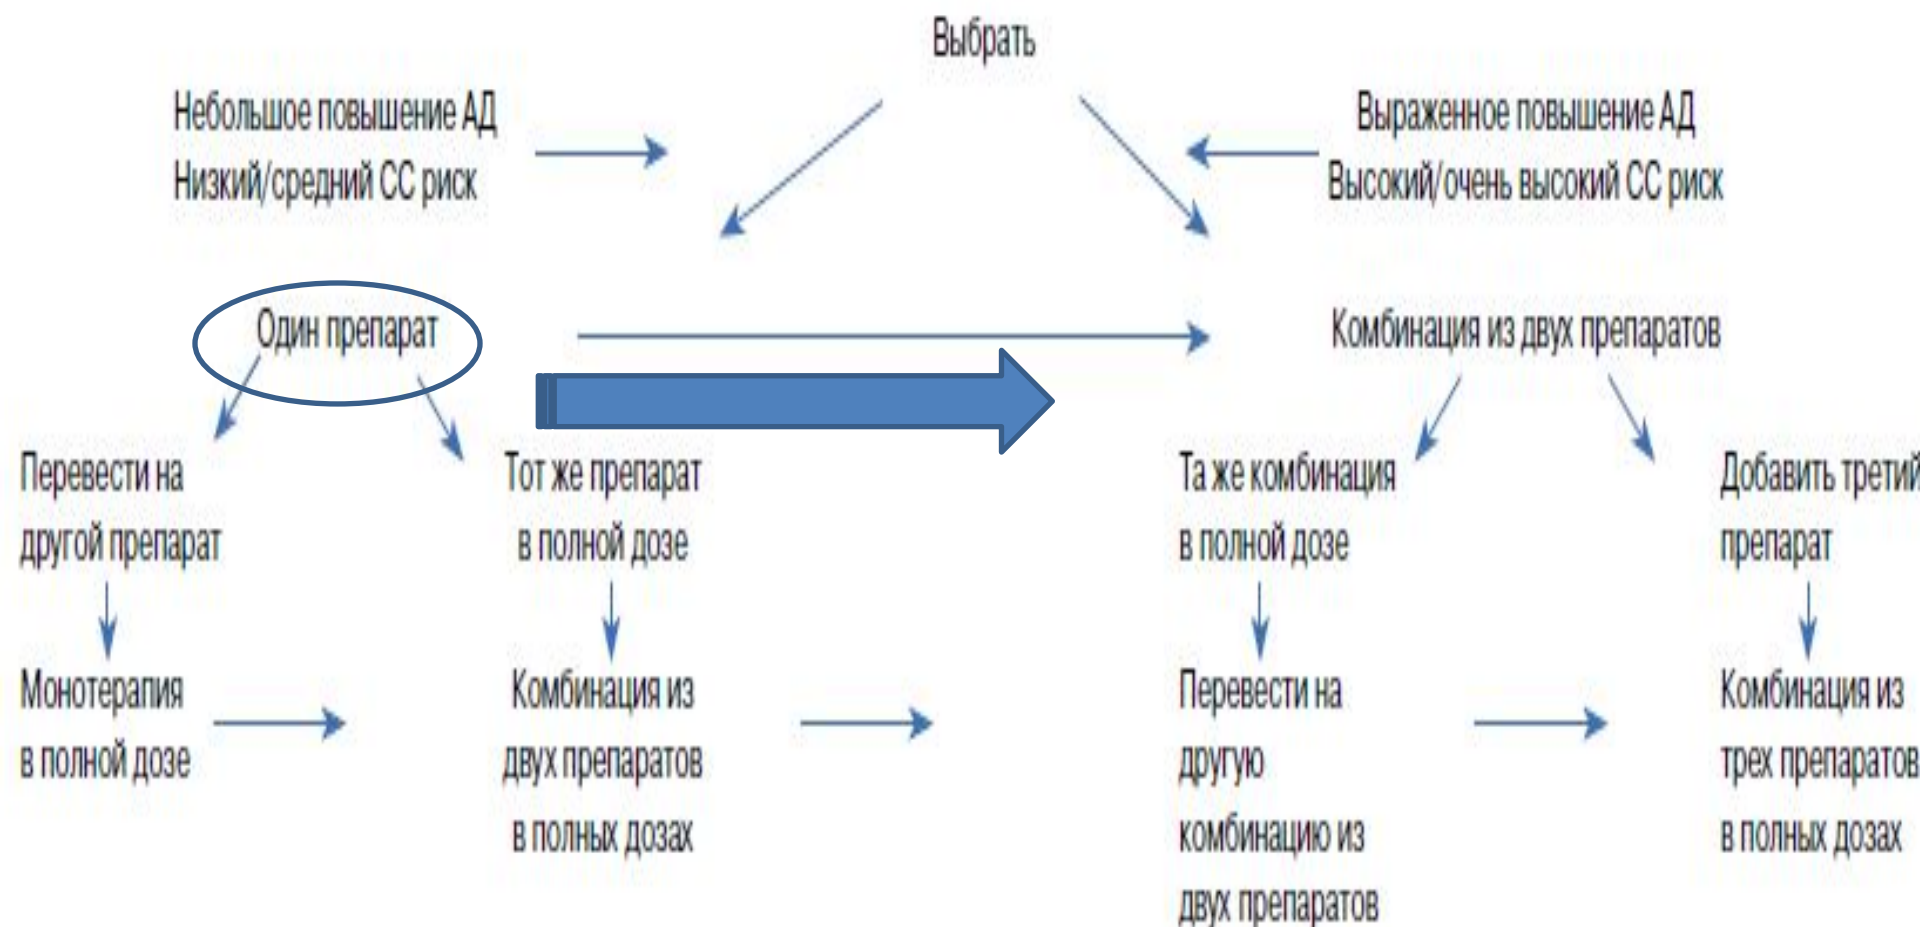 Выбрать
Небольшое повышение АД
Низкий/средний СС риск
Выраженное повышение АД
Высокий/очень высокий СС риск
Один препарат
Комбинация из двух препаратов
Перевести на
другой препарат
Тот же препарат
в полной дозе
Та же комбинация
в полной дозе
Добавить третий
препарат
Монотерапия
в полной дозе
Комбинация из
двух препаратов
в полных дозах
Перевести на
другую
комбинацию из
двух препаратов
Комбинация из
трех препаратов
в полных дозах